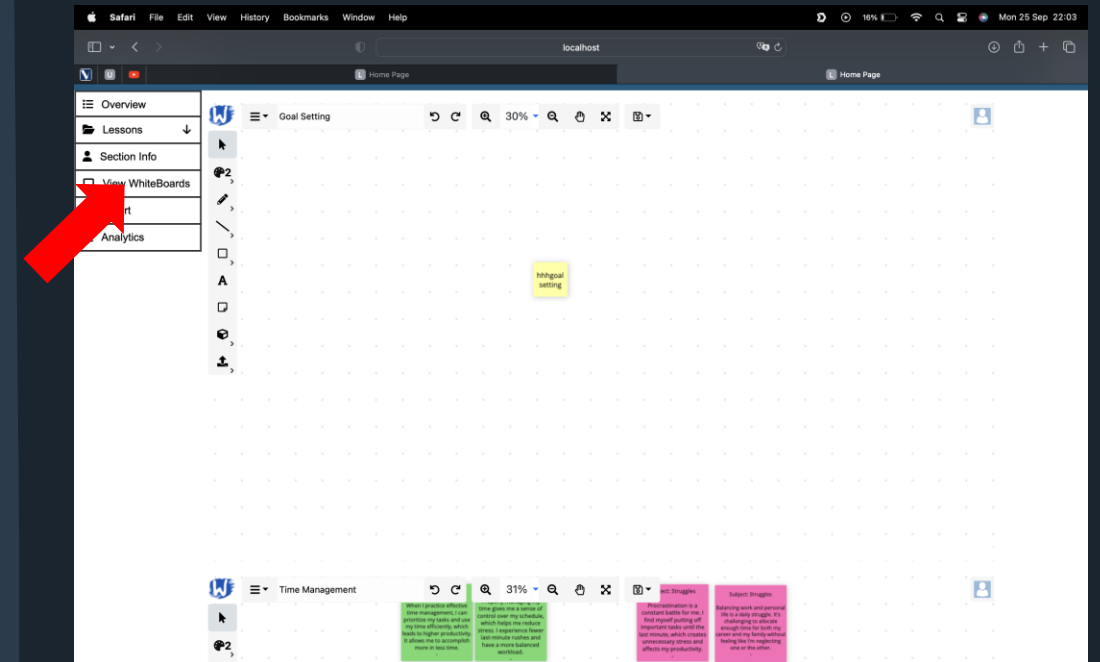 Safari File Edit View History Bookmarks Window Help
16% Mon 25 Sep 22:03
localhost
U
L Home Page
L Home Page
Overview
Lessons
Section Info
View WhiteBoards
rt
Analytics
Goal Setting
30%
2
A
hhhgoal
setting
Time Management
31%
2
When I practice effective
time management, I can
prioritize my tasks and use
my time efficiently, which
leads to higher productivity.
It allows me to accomplish
more in less time.
time gives me a sense of
control over my schedule,
which helps me reduce
stress. I experience fewer
last-minute rushes and
have a more balanced
workload.
ect: Struggles
Procrastination is a
constant battle for me. I
find myself putting off
important tasks until the
last minute, which creates
unnecessary stress and
affects my productivity.
Subject: Struggles
Balancing work and personal
life is a daily struggle. It's
challenging to allocate
enough time for both my
career and my family without
feeling like I'm neglecting
one or the other.